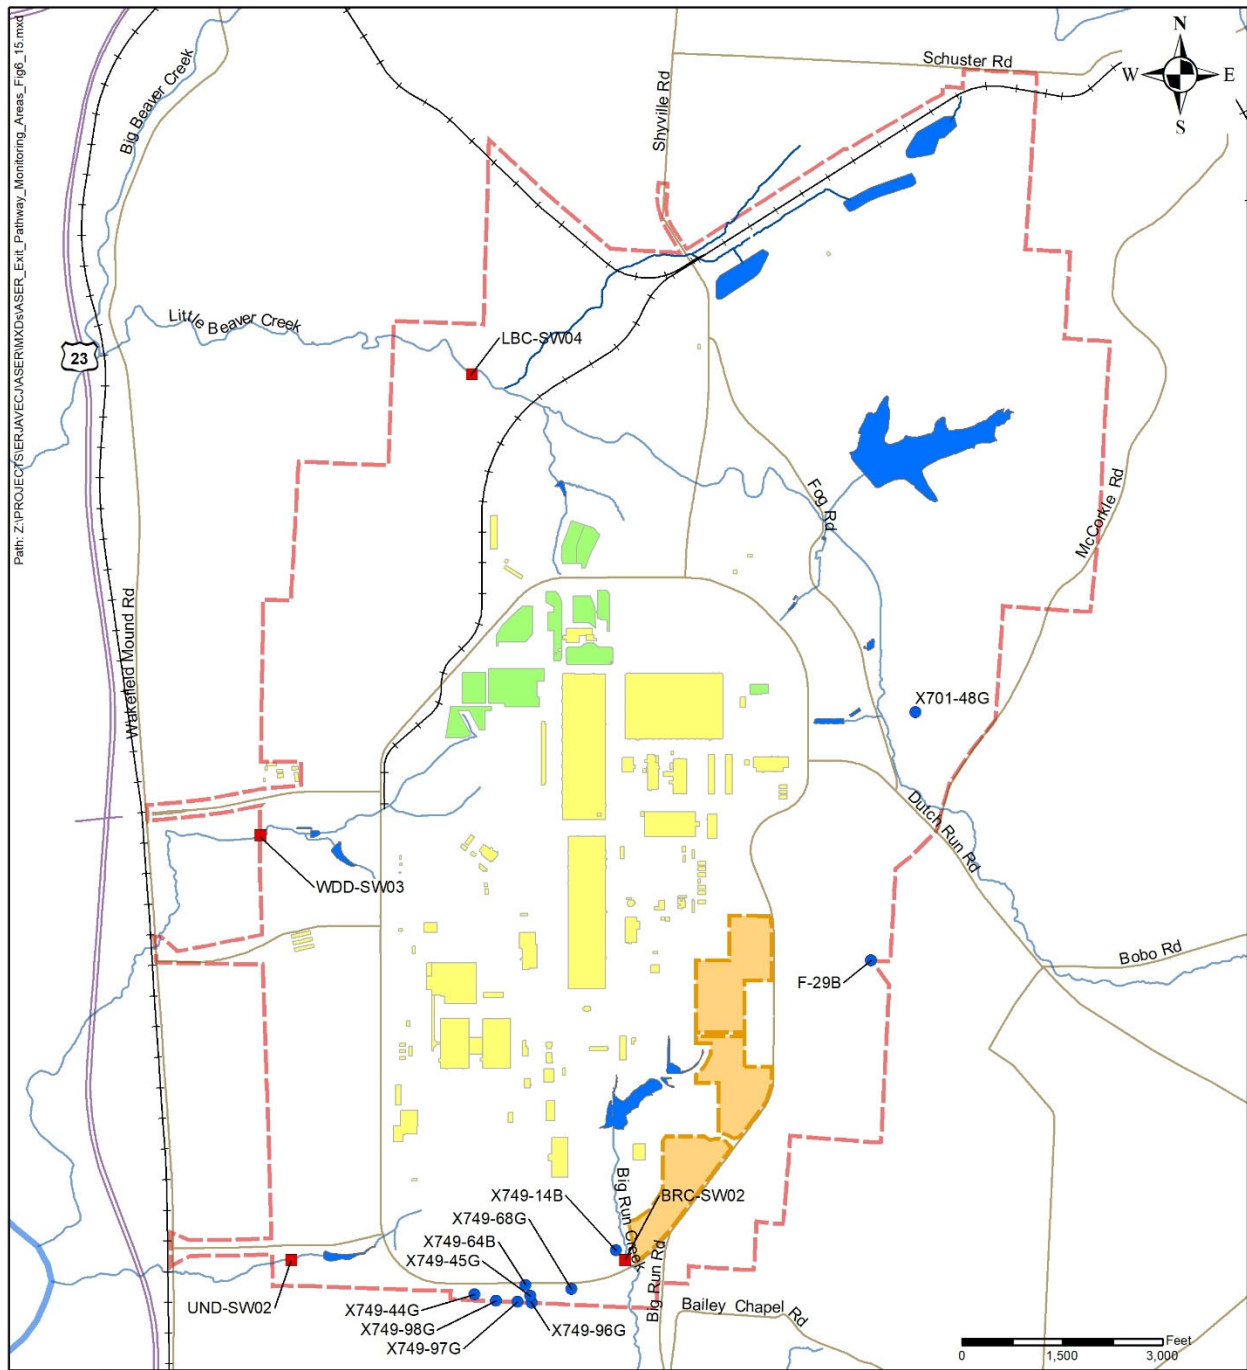 Path: Z:\PROJECTS\ERJAVECJ\ASER\MXDs\ASER_Exit_Pathway_Monitoring_Areas_Fig6_15.mxd
N
W
E
S
Schuster Rd
Shyville Rd
Big Beaver Creek
Little Beaver Creek
LBC-SW04
23
Fog Rd
McCorkle Rd
Wakefield Mound Rd
X701-48G
Dutch Run Rd
WDD-SW03
Bobo Rd
F-29B
Big Run Creek
X749-14B
BRC-SW02
X749-68G
X749-64B
X749-45G
Big Run Rd
UND-SW02
X749-44G
X749-98G
X749-97G
X749-96G
Bailey Chapel Rd
Feet
0
1,500
3,000